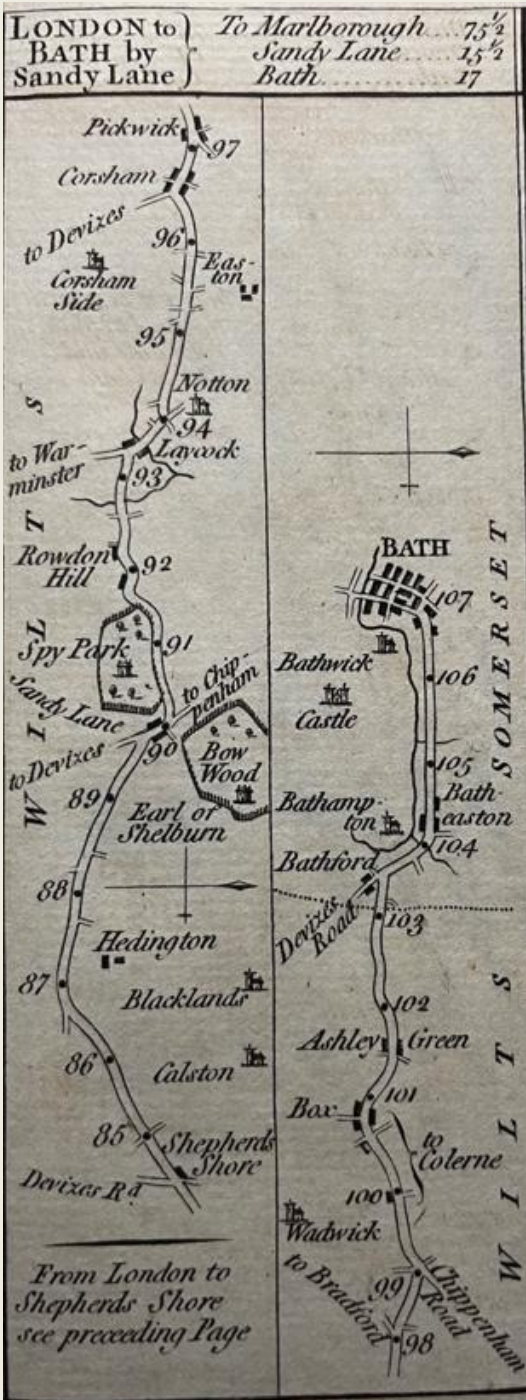 LONDON to
BATH by
Sandy Lane
To Marlborough.... 75½
Sandy Lane..... 15½
Bath.......... 17
Pickwick
97
Corsham
to Devizes
96
Corsham
Side
Eas-
ton
95
Notton
94
Laycock
to War-
minster
93
Rowdon
Hill
92
91
Spy Park
to Chip-
penham
Sandy Lane
90
to Devizes
Bow
Wood
89
Earl of
Shelburn
88
Hedington
87
Blacklands
86
Calston
85
Shepherds
Shore
Devizes Rd
WILTS
From London to
Shepherds Shore
see preceeding Page
BATH
107
Bathwick
106
Castle
105
Bathamp-
ton
Bath-
easton
104
Bathford
Devizes
Road
103
102
Ashley Green
101
Box
to
Colerne
100
Wadwick
99
to Bradford
Chippenham
Road
98
SOMERSET
WILTS